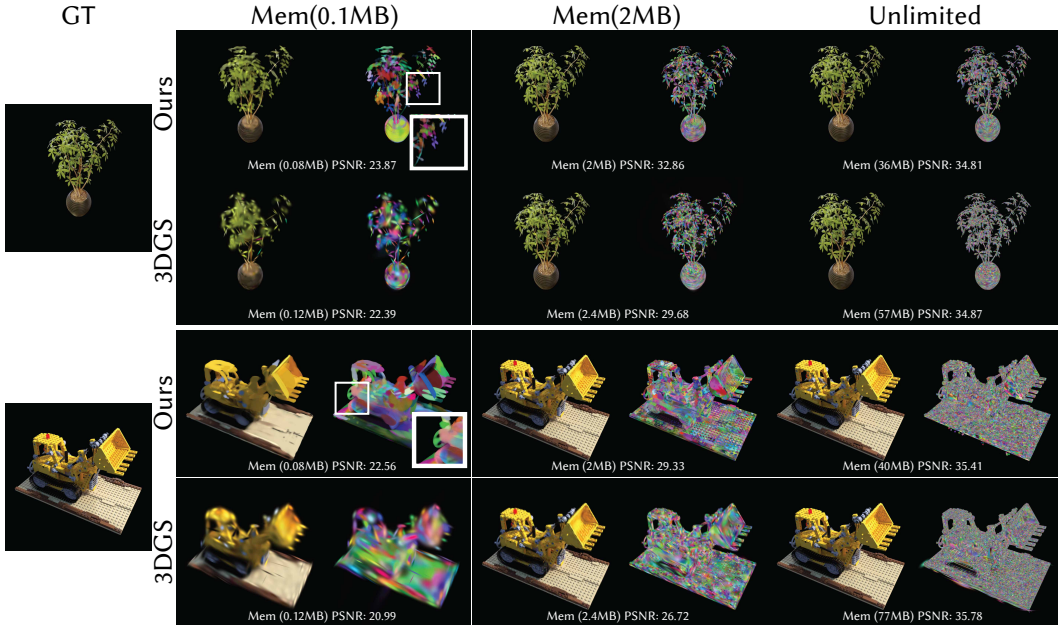 GT
Mem(0.1MB)
Mem(2MB)
Unlimited
Ours
Mem (0.08MB) PSNR: 23.87
Mem (2MB) PSNR: 32.86
Mem (36MB) PSNR: 34.81
3DGS
Mem (0.12MB) PSNR: 22.39
Mem (2.4MB) PSNR: 29.68
Mem (57MB) PSNR: 34.87
Ours
Mem (0.08MB) PSNR: 22.56
Mem (2MB) PSNR: 29.33
Mem (40MB) PSNR: 35.41
3DGS
Mem (0.12MB) PSNR: 20.99
Mem (2.4MB) PSNR: 26.72
Mem (77MB) PSNR: 35.78